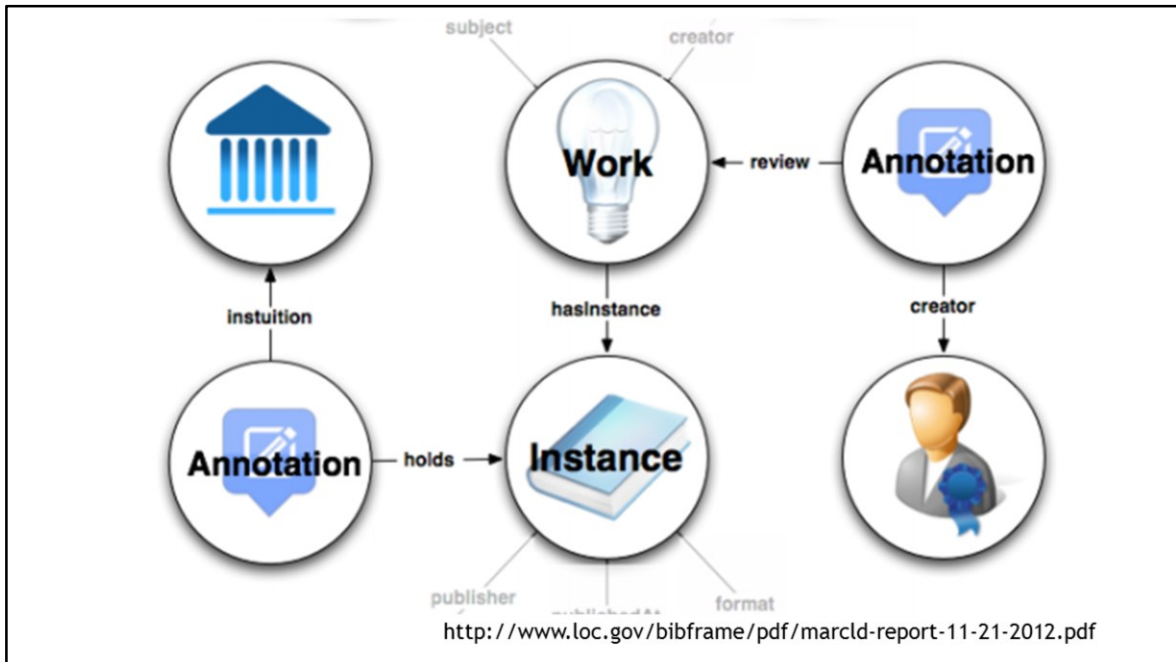 subject
creator
Work
review
Annotation
instuition
hasInstance
creator
Annotation
holds
Instance
publisher
publishedAt
format
http://www.loc.gov/bibframe/pdf/marcld-report-11-21-2012.pdf